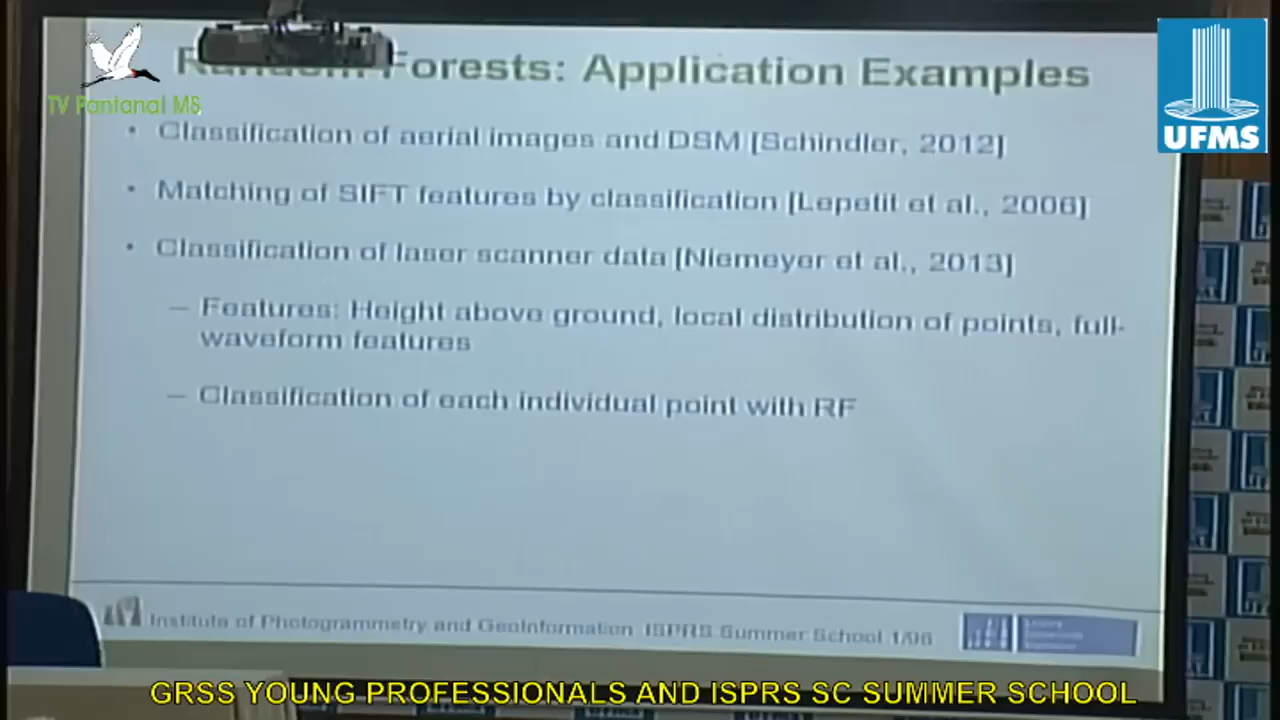 Random Forests: Application Examples
TV Pantanal MS
UFMS
• Classification of aerial images and DSM [Schindler, 2012]
• Matching of SIFT features by classification [Lepetit et al., 2006]
• Classification of laser scanner data [Niemeyer et al., 2013]
– Features: Height above ground, local distribution of points, full-
waveform features
– Classification of each individual point with RF
Institute of Photogrammetry and GeoInformation ISPRS Summer School 1/96
GRSS YOUNG PROFESSIONALS AND ISPRS SC SUMMER SCHOOL